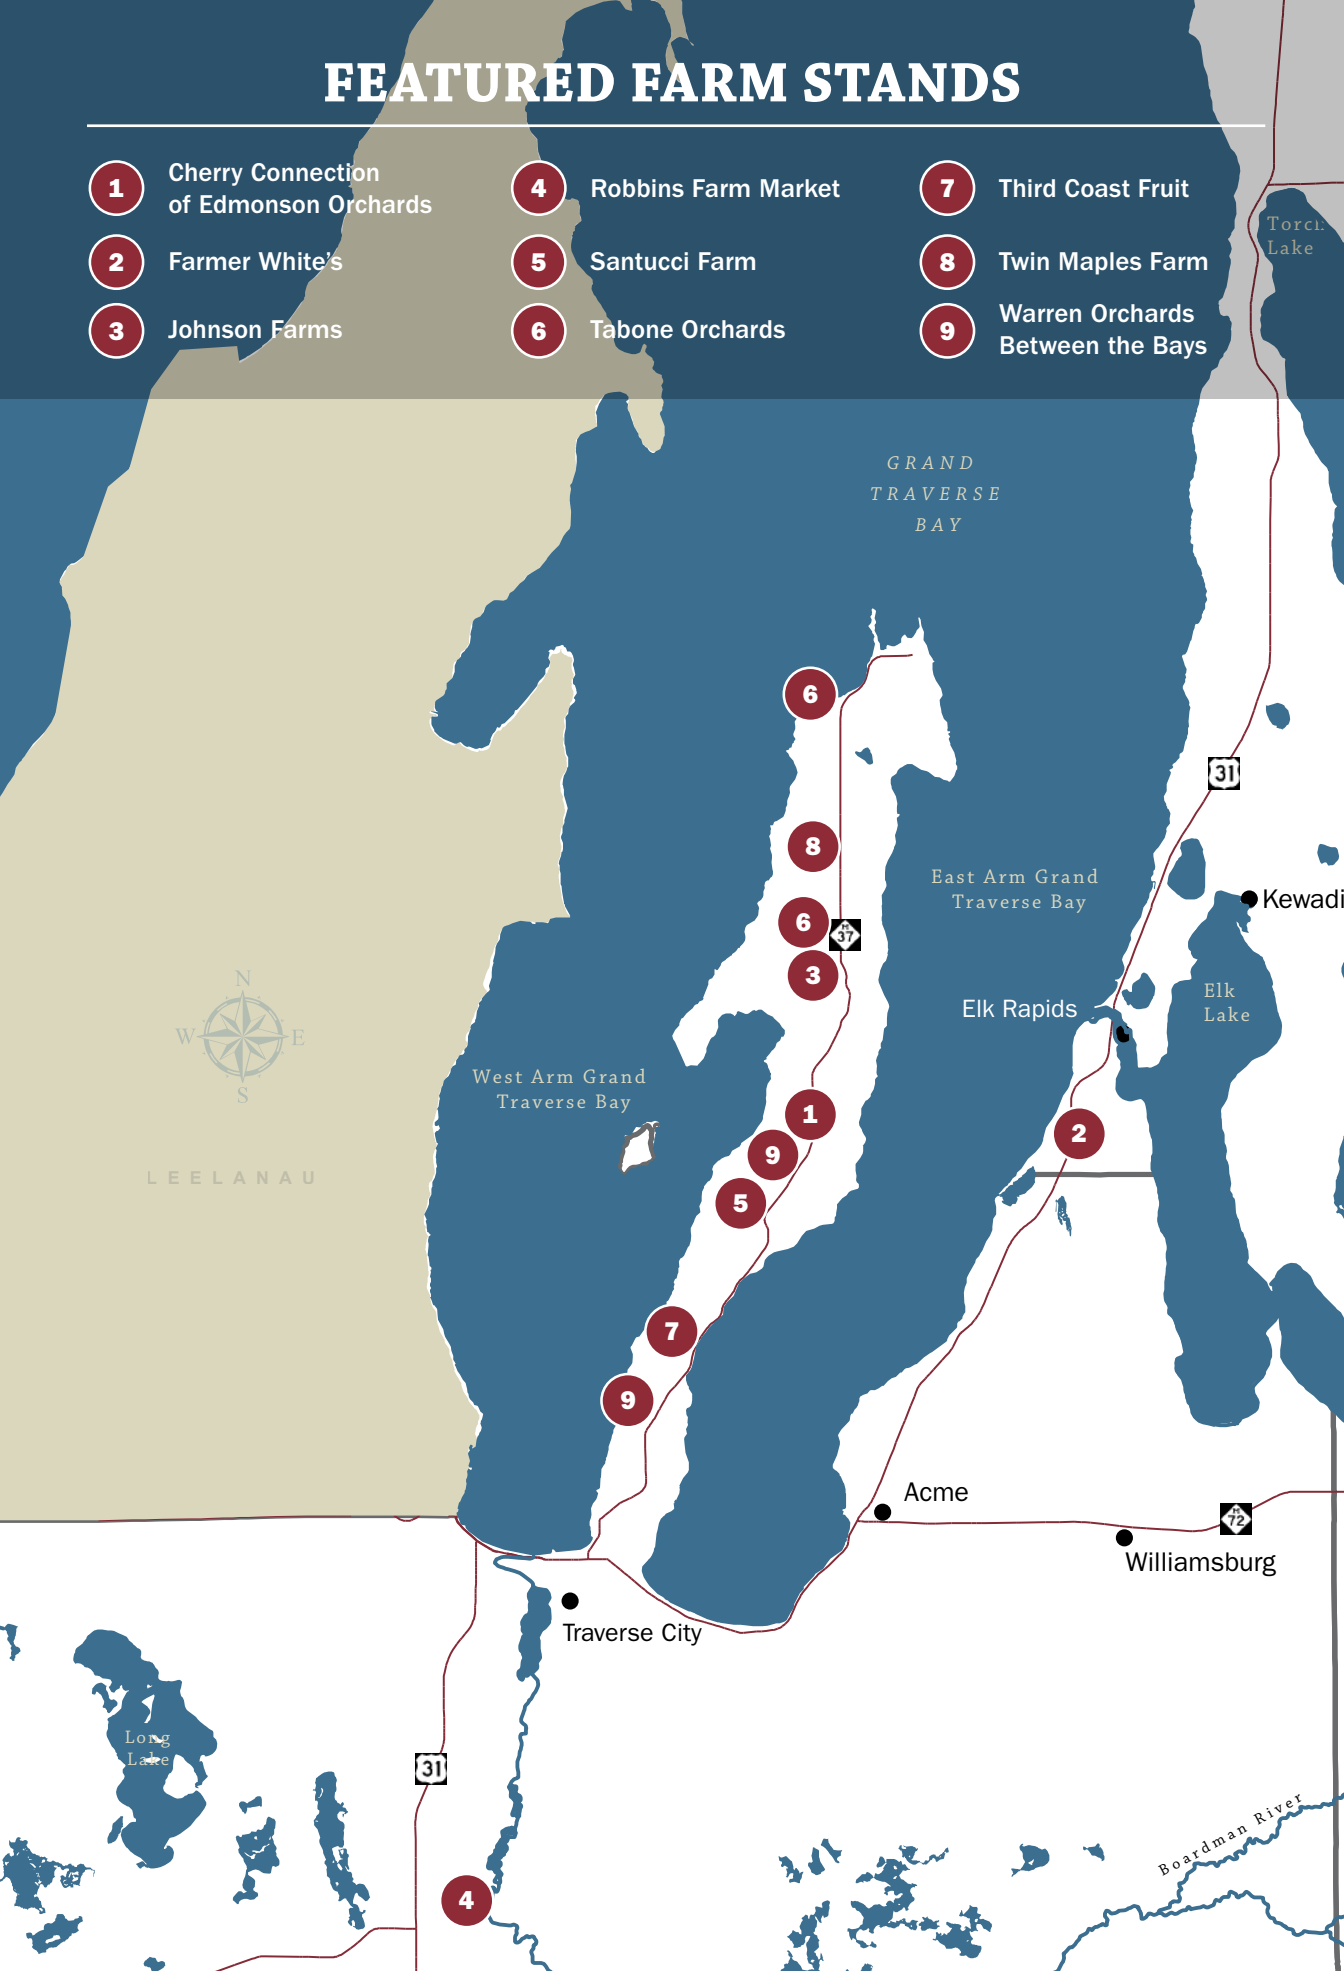 FEATURED FARM STANDS
1 Cherry Connection
of Edmonson Orchards
2 Farmer White's
3 Johnson Farms
4 Robbins Farm Market
5 Santucci Farm
6 Tabone Orchards
7 Third Coast Fruit
8 Twin Maples Farm
9 Warren Orchards
Between the Bays
Torch
Lake
GRAND
TRAVERSE
BAY
6
31
8
East Arm Grand
Traverse Bay
Kewadi
6
M
37
3
N
W E
S
Elk
Lake
Elk Rapids
West Arm Grand
Traverse Bay
1
2
9
LEELANAU
5
7
9
Acme
M
72
Williamsburg
Traverse City
Long
Lake
31
Boardman River
4